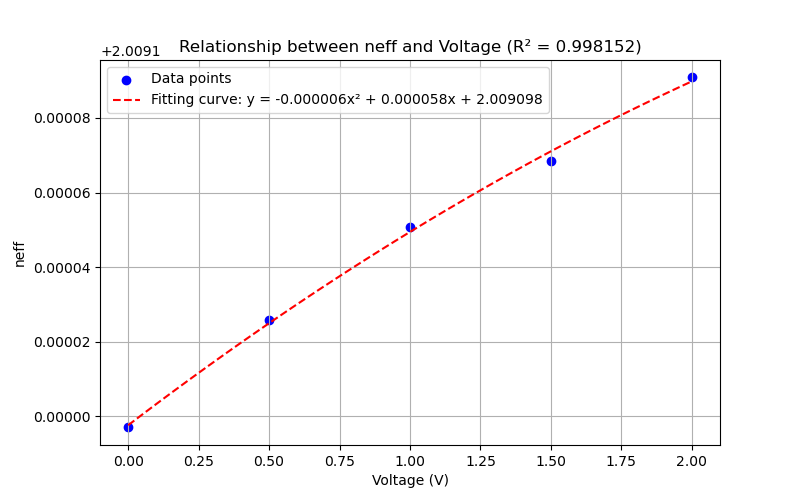 +2.0091
Relationship between neff and Voltage (R² = 0.998152)
Data points
Fitting curve: y = -0.000006x² + 0.000058x + 2.009098
0.00008
0.00006
0.00004
0.00002
0.00000
neff
0.00 0.25 0.50 0.75 1.00 1.25 1.50 1.75 2.00
Voltage (V)